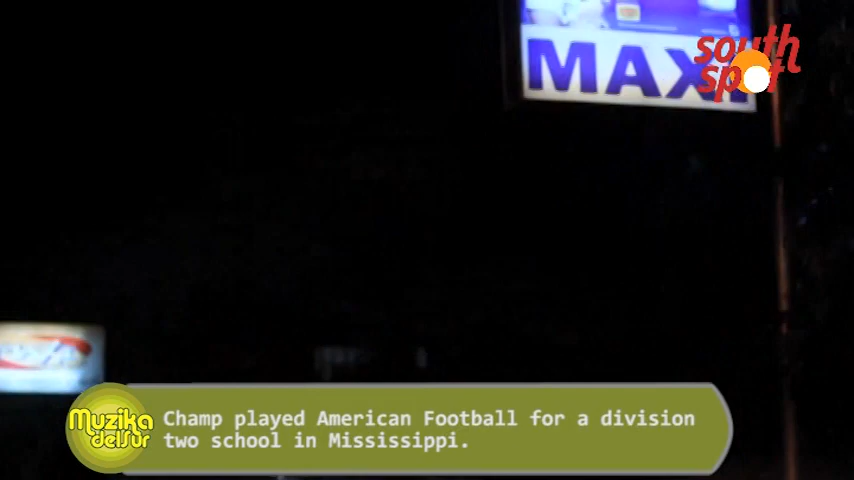 MAXI
south
spot
Muzika
delsur
Champ played American Football for a division
two school in Mississippi.